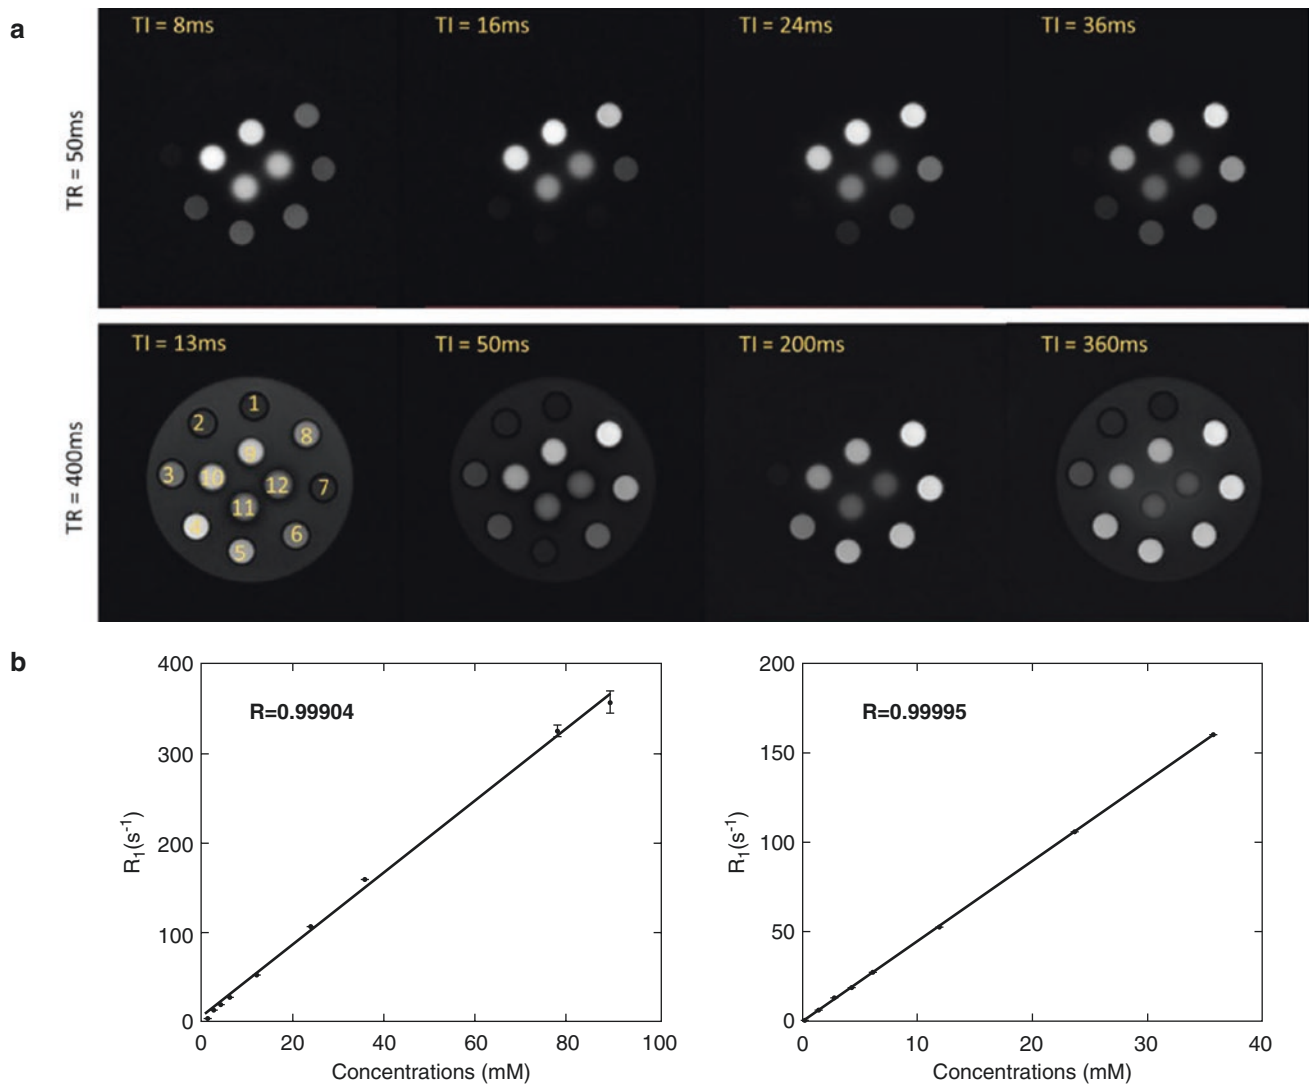 a
TI = 8ms
TI = 16ms
TI = 24ms
TI = 36ms
TR = 50ms
TI = 13ms
TI = 50ms
TI = 200ms
TI = 360ms
TR = 400ms
1
2
8
9
3
10
12
7
11
4
6
5
b
400
300
200
100
0
R=0.99904
R₁(s⁻¹)
0 20 40 60 80 100
Concentrations (mM)
200
150
100
50
0
R=0.99995
R₁(s⁻¹)
0 10 20 30 40
Concentrations (mM)